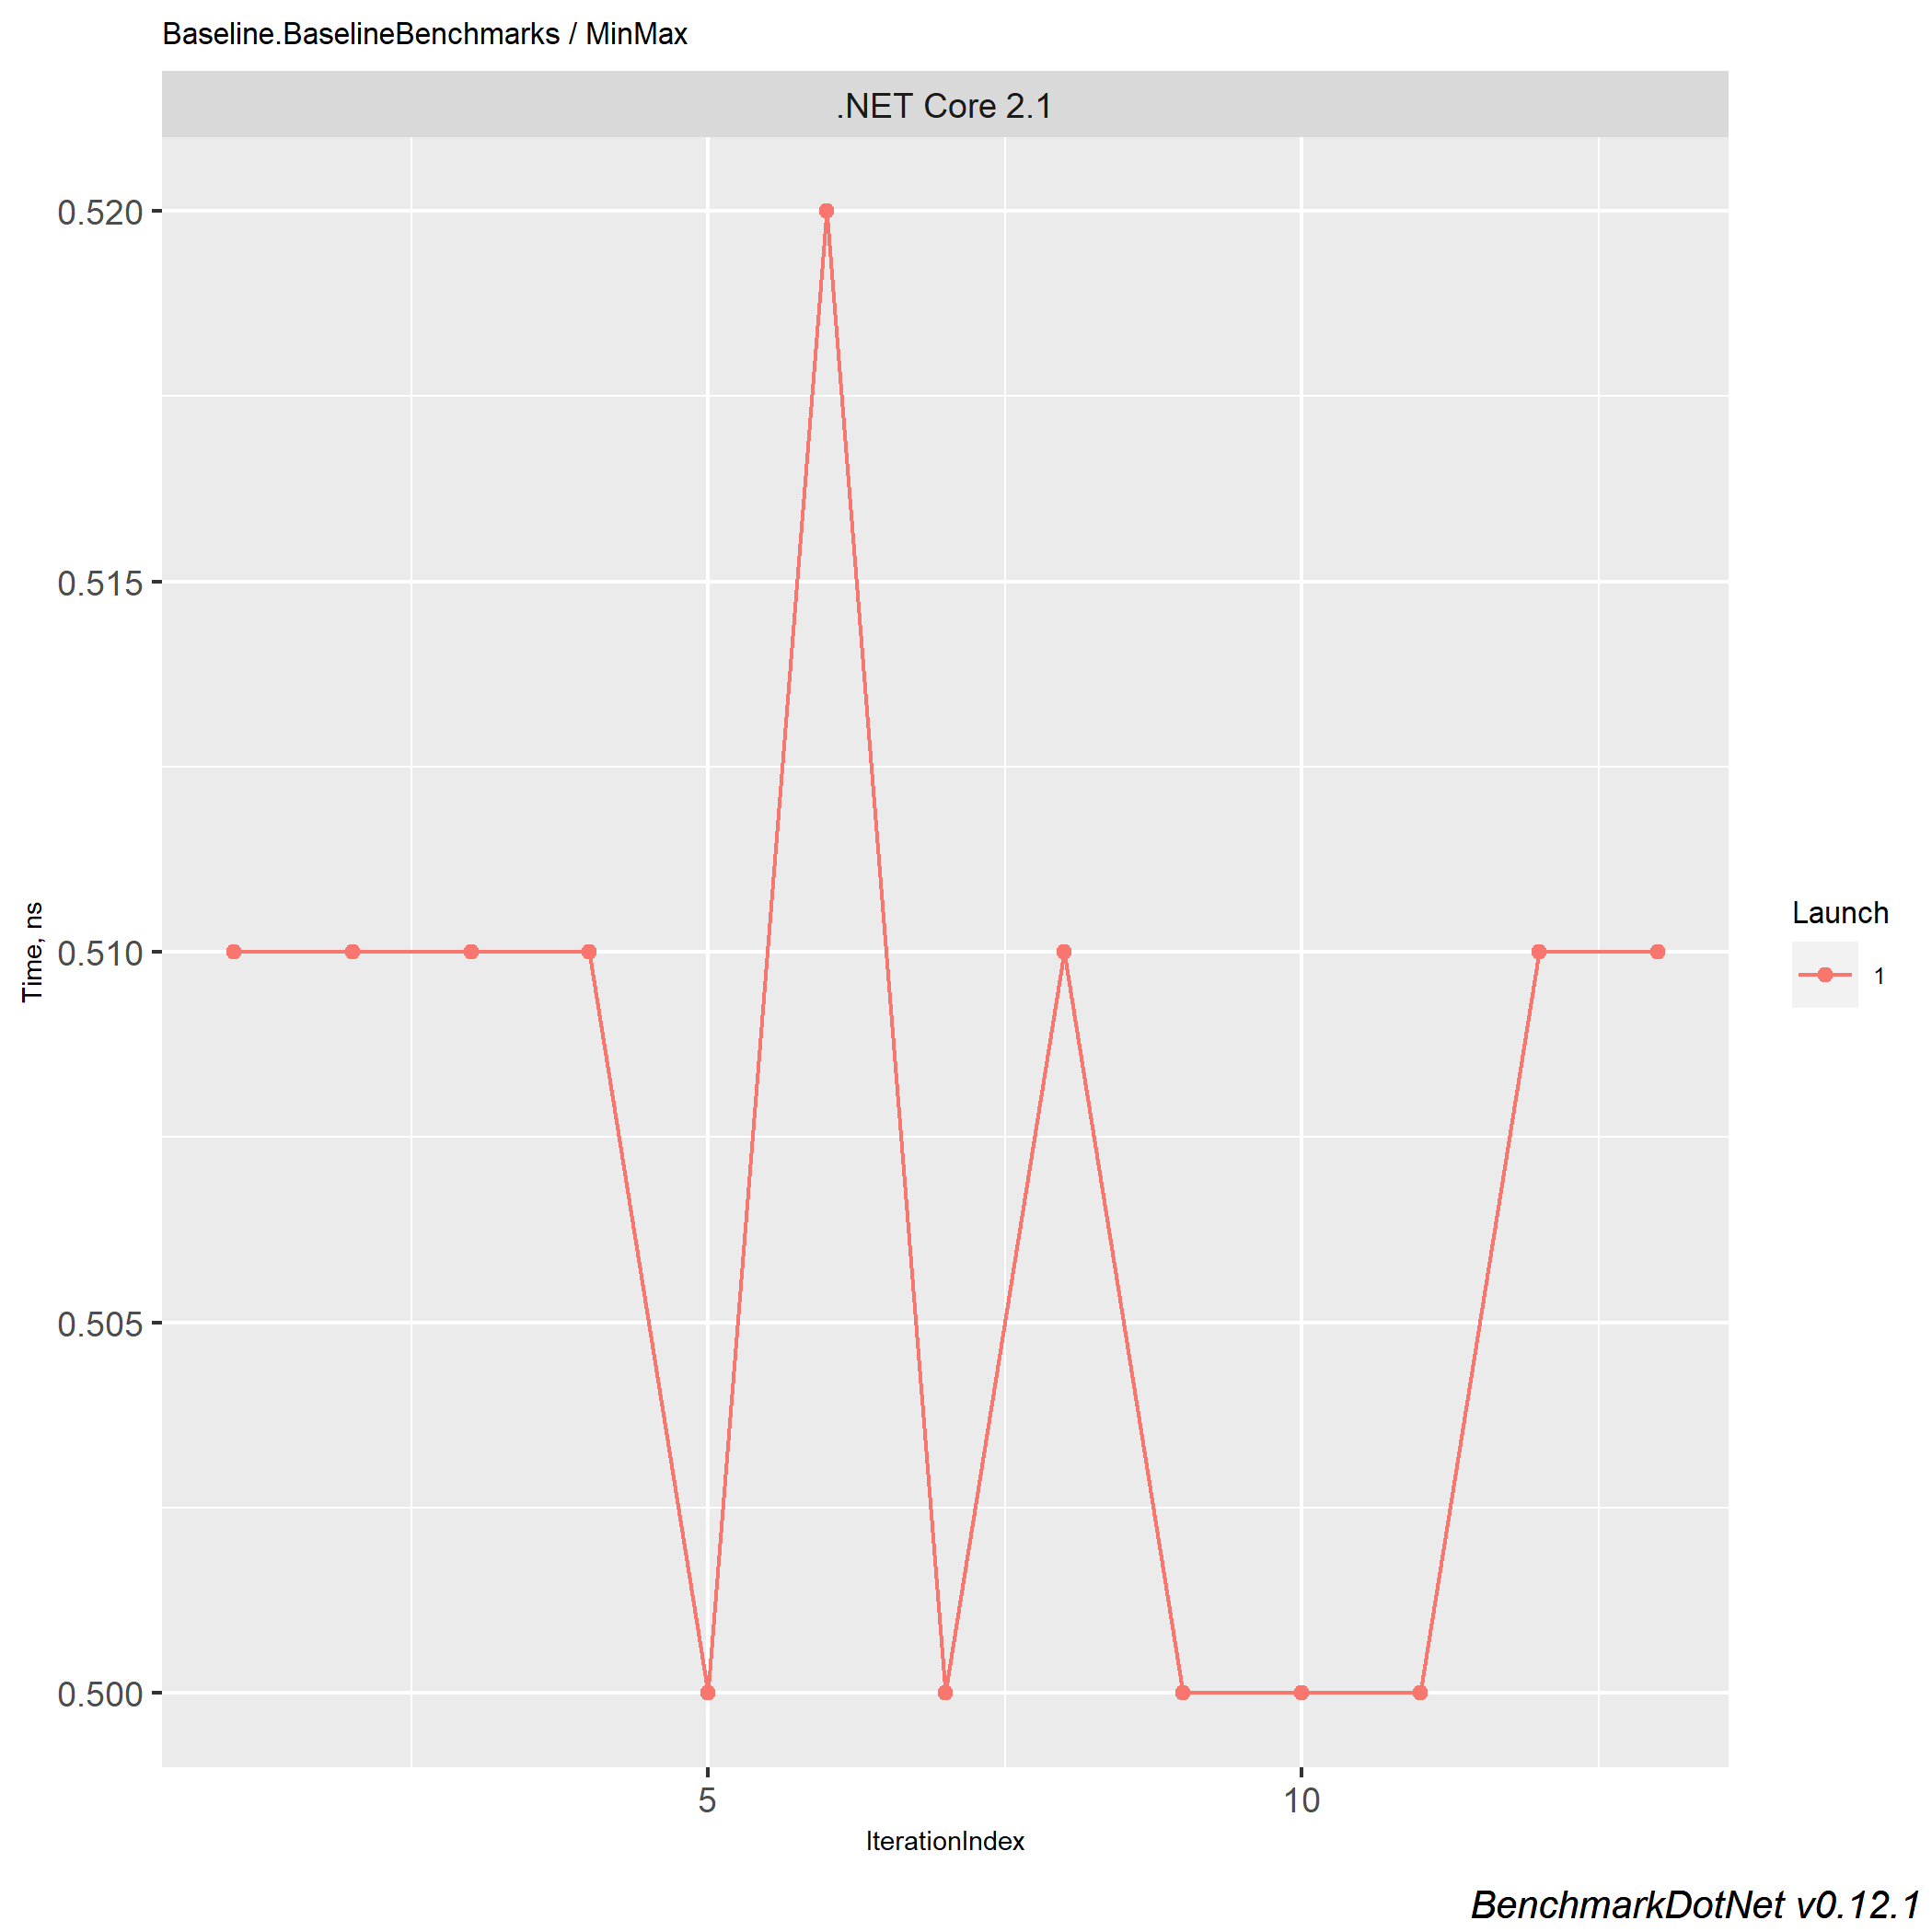 Baseline.BaselineBenchmarks / MinMax
.NET Core 2.1
0.520
0.515
0.510
0.505
0.500
Time, ns
5
10
IterationIndex
Launch
1
BenchmarkDotNet v0.12.1